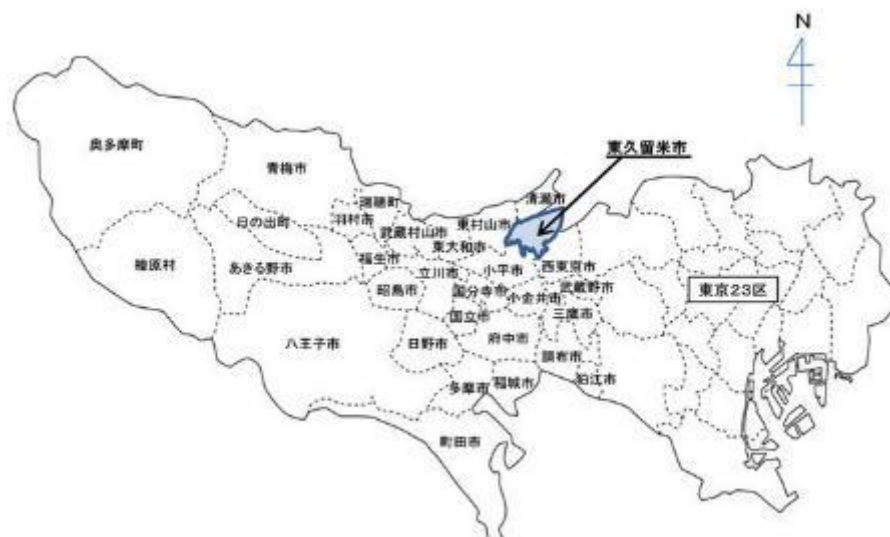 N
東久留米市
奥多摩町
青梅市
清瀬市
瑞穂町
日の出町
羽村市
武蔵村山市
東村山市
東大和市
檜原村
あきる野市
福生市
立川市
小平市
西東京市
昭島市
国分寺市
小金井市
武蔵野市
東京23区
国立市
三鷹市
八王子市
日野市
府中市
調布市
多摩市
稲城市
狛江市
町田市